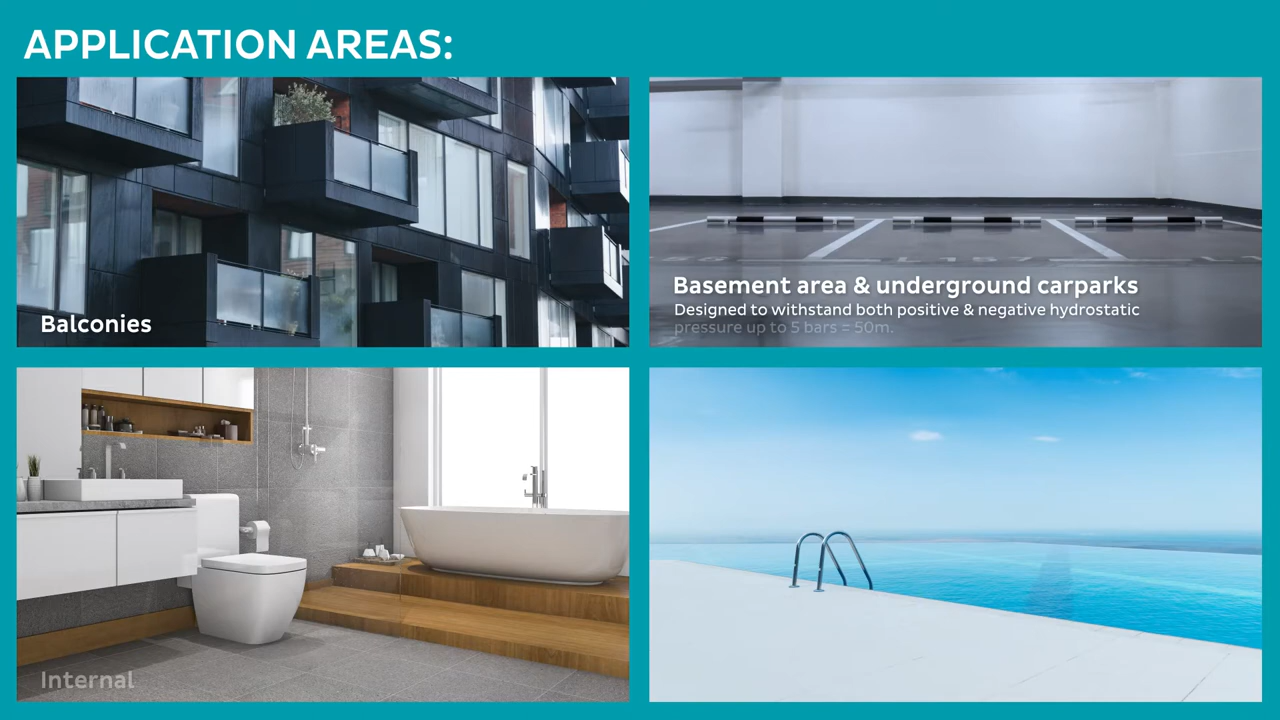 APPLICATION AREAS:
Balconies
Basement area & underground carparks
Designed to withstand both positive & negative hydrostatic
pressure up to 5 bars = 50m.
Internal